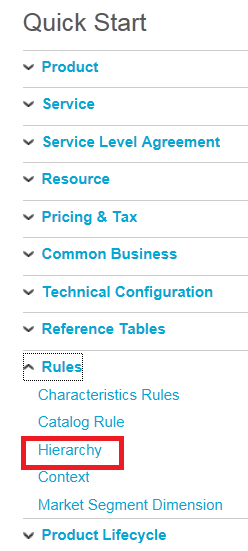 Quick Start
Product
Service
Service Level Agreement
Resource
Pricing & Tax
Common Business
Technical Configuration
Reference Tables
Rules
Characteristics Rules
Catalog Rule
Hierarchy
Context
Market Segment Dimension
Product Lifecycle